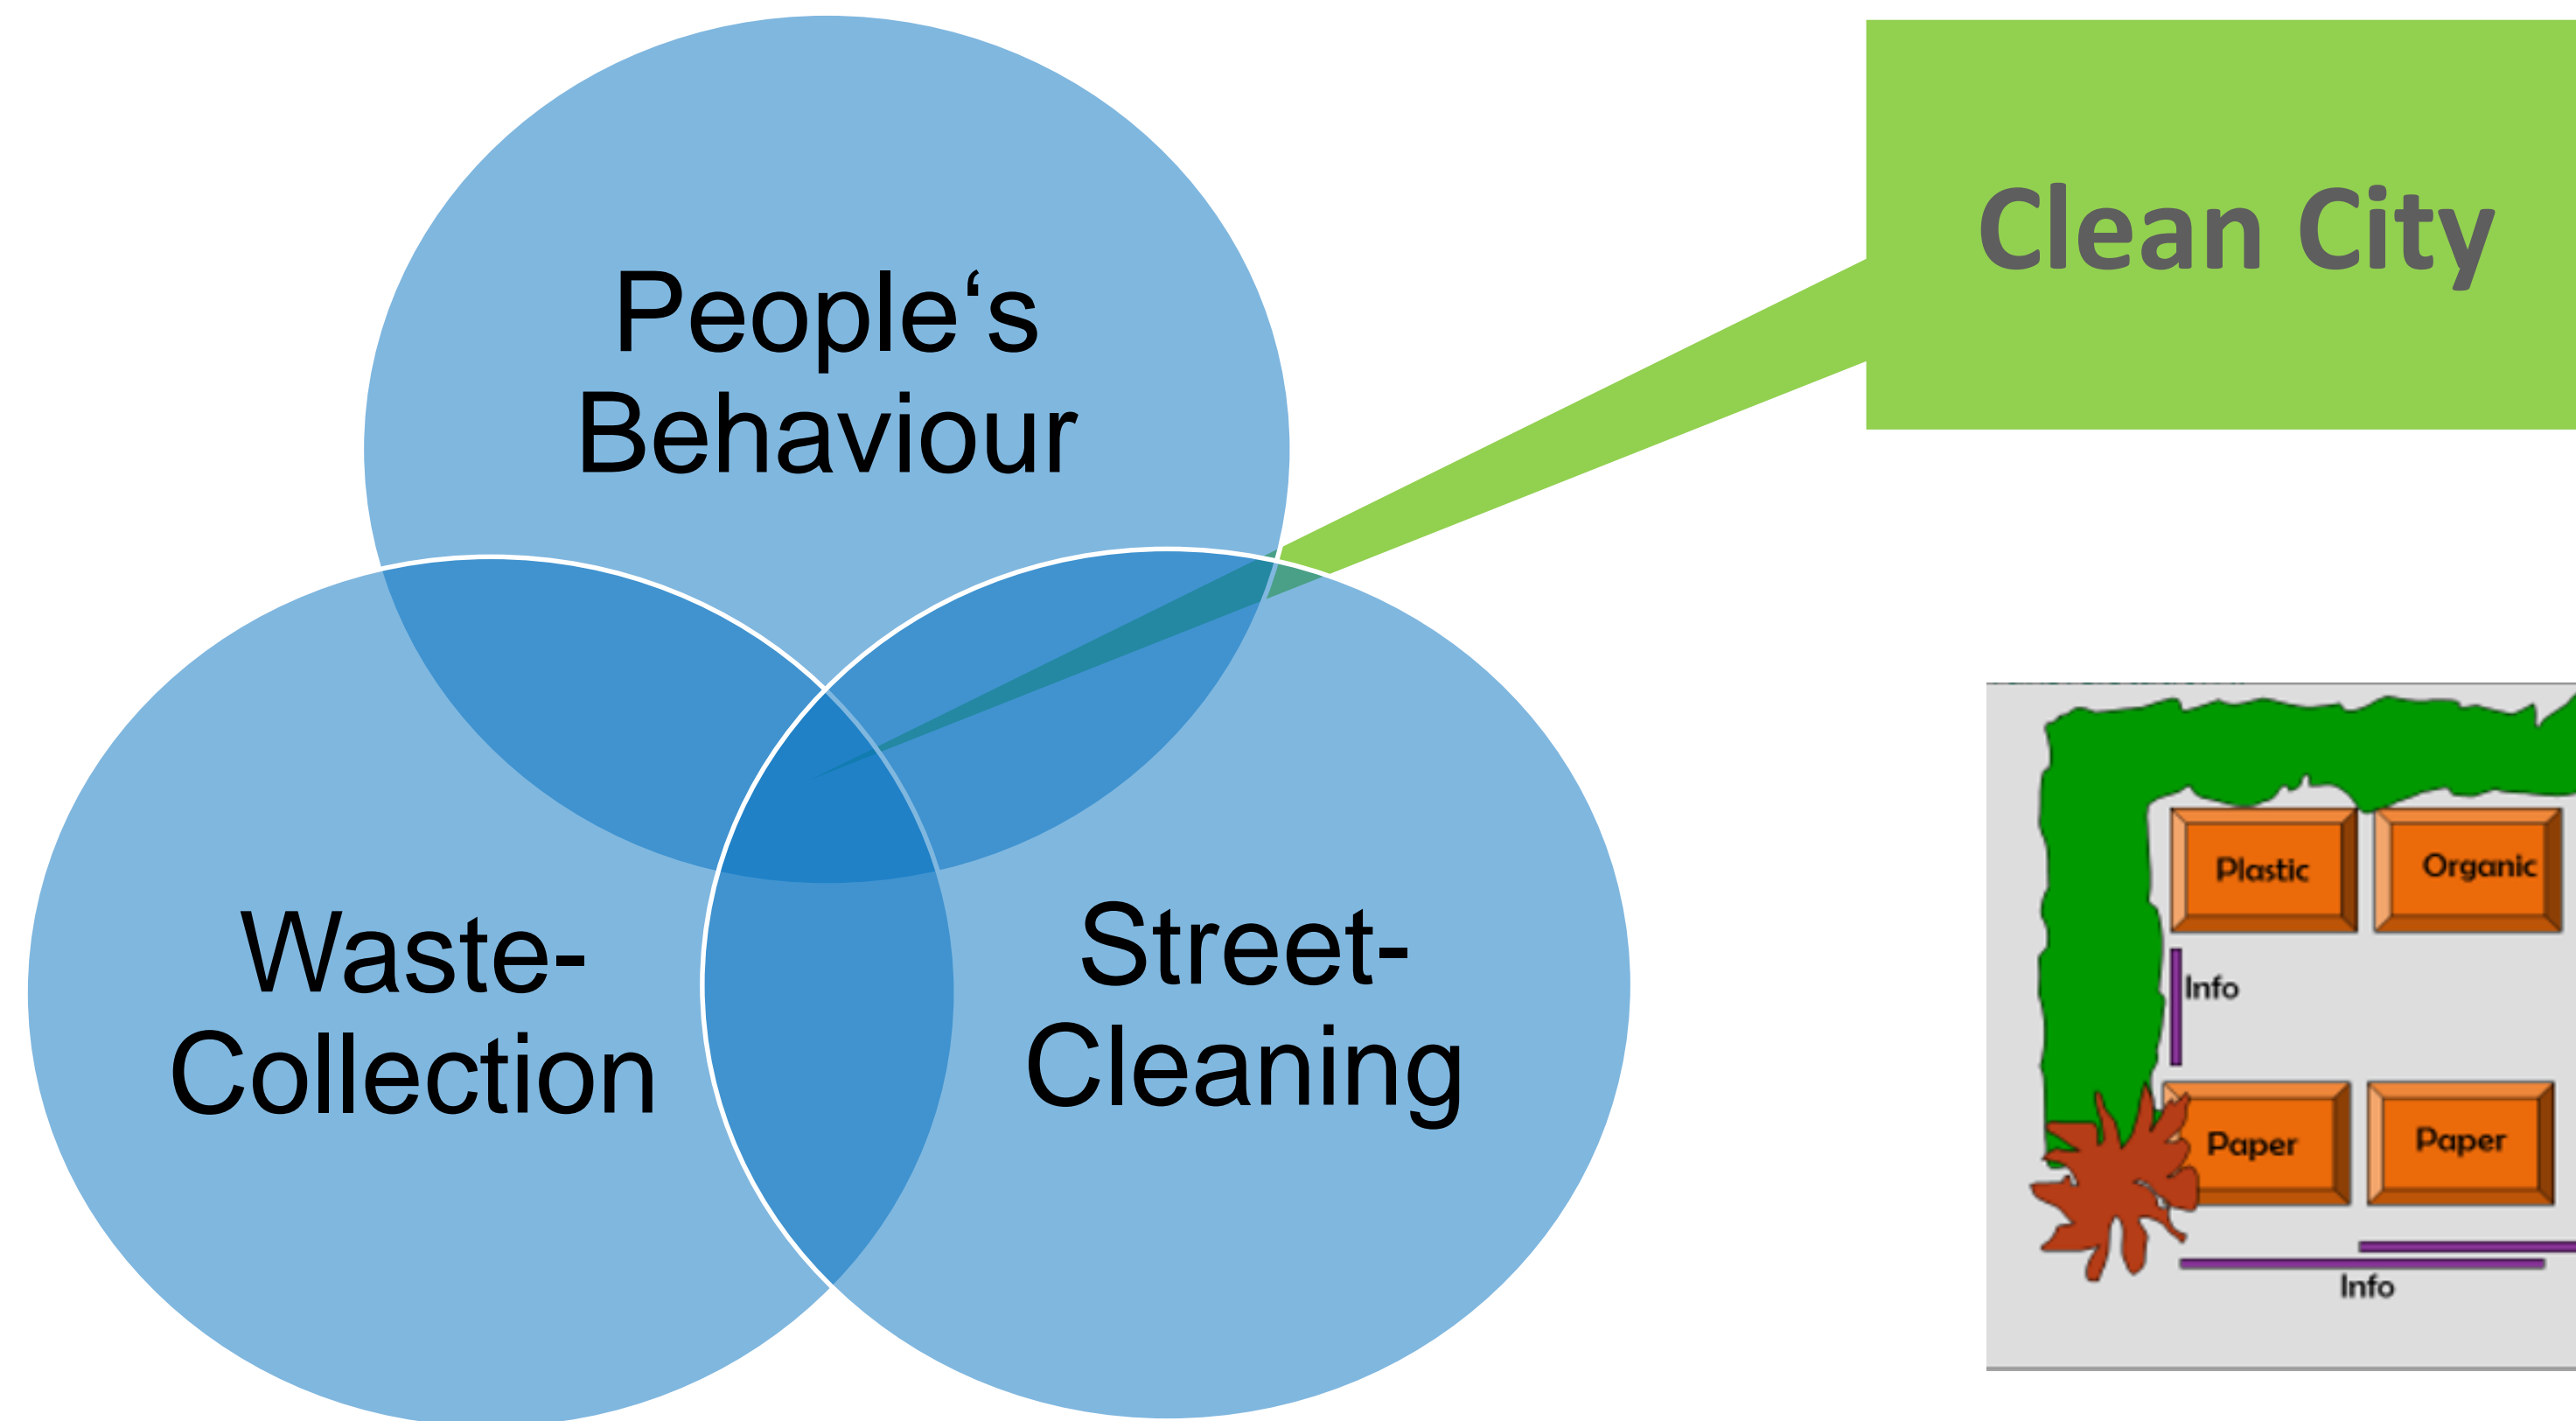 People‘s
Behaviour
Clean City
Waste-
Collection
Street-
Cleaning
Plastic
Organic
Info
Paper
Paper
Info